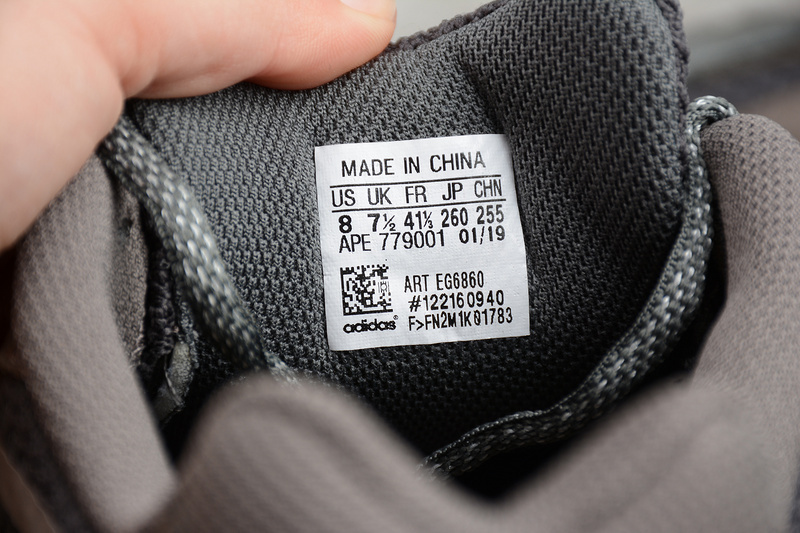 MADE IN CHINA
US UK FR JP CHN
8 7½ 41⅓ 260 255
APE 779001 01/19
ART EG6860
#122160940
adidas® F>FN2M1K01783